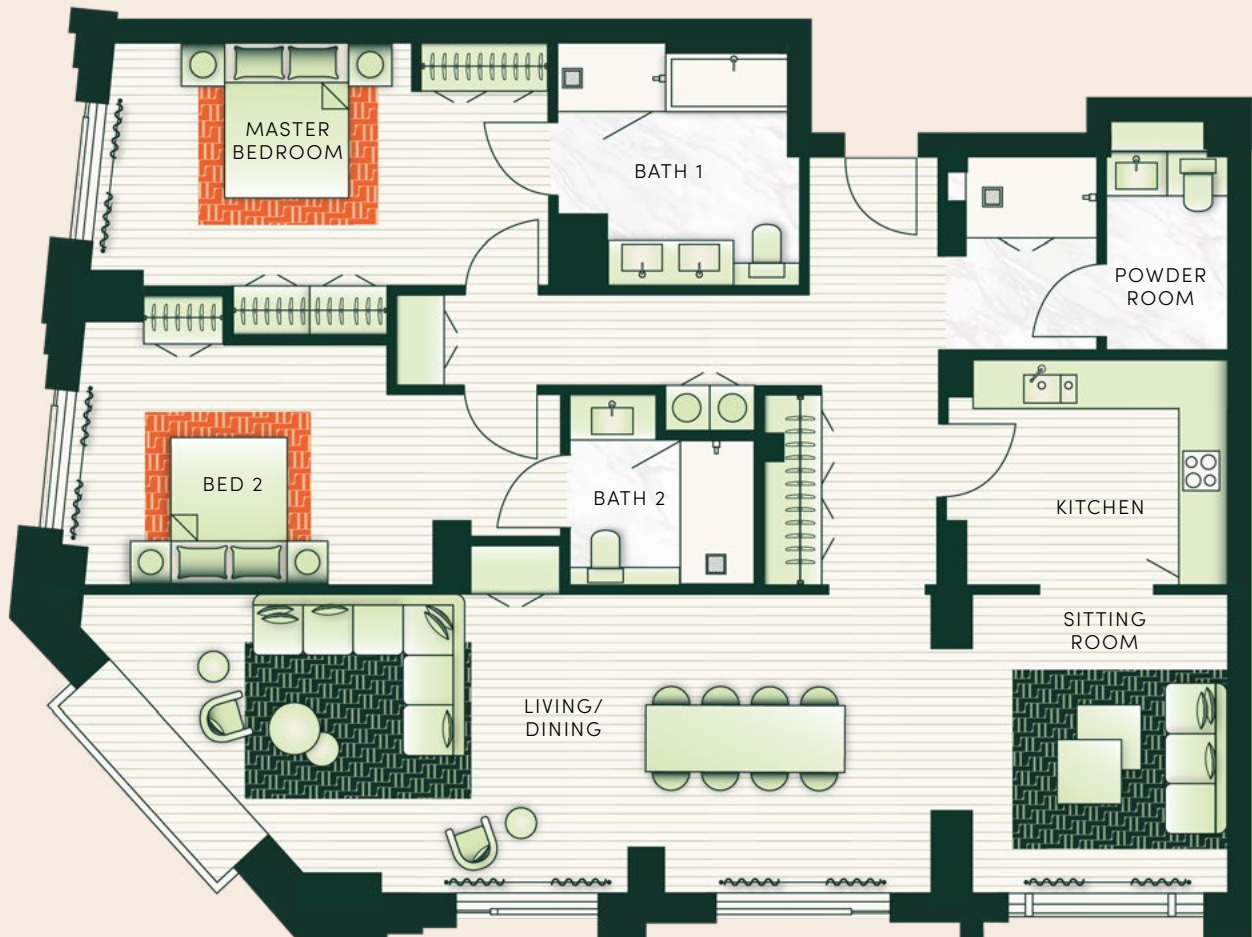 MASTER
BEDROOM
BATH 1
POWDER
ROOM
BED 2
BATH 2
KITCHEN
SITTING
ROOM
LIVING/
DINING